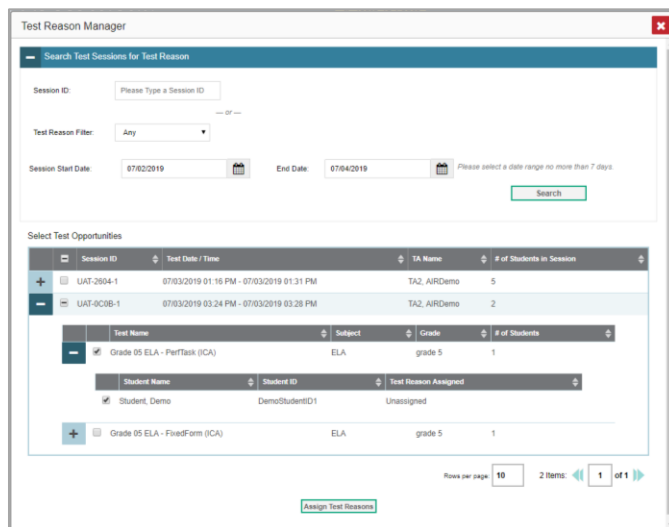 Test Reason Manager
Search Test Sessions for Test Reason
Session ID: Please Type a Session ID
— or —
Test Reason Filter: Any
Session Start Date: 07/02/2019 End Date: 07/04/2019 Please select a date range no more than 7 days.
Search
Select Test Opportunities
Session ID Test Date / Time TA Name # of Students in Session
UAT-2604-1 07/03/2019 01:16 PM - 07/03/2019 01:31 PM TA2, AIRDemo 5
UAT-0C0B-1 07/03/2019 03:24 PM - 07/03/2019 03:28 PM TA2, AIRDemo 2
Test Name Subject Grade # of Students
Grade 05 ELA - PerfTask (ICA) ELA grade 5 1
Student Name Student ID Test Reason Assigned
Student, Demo DemoStudentID1 Unassigned
Grade 05 ELA - FixedForm (ICA) ELA grade 5 1
Rows per page: 10 2 Items: 1 of 1
Assign Test Reasons